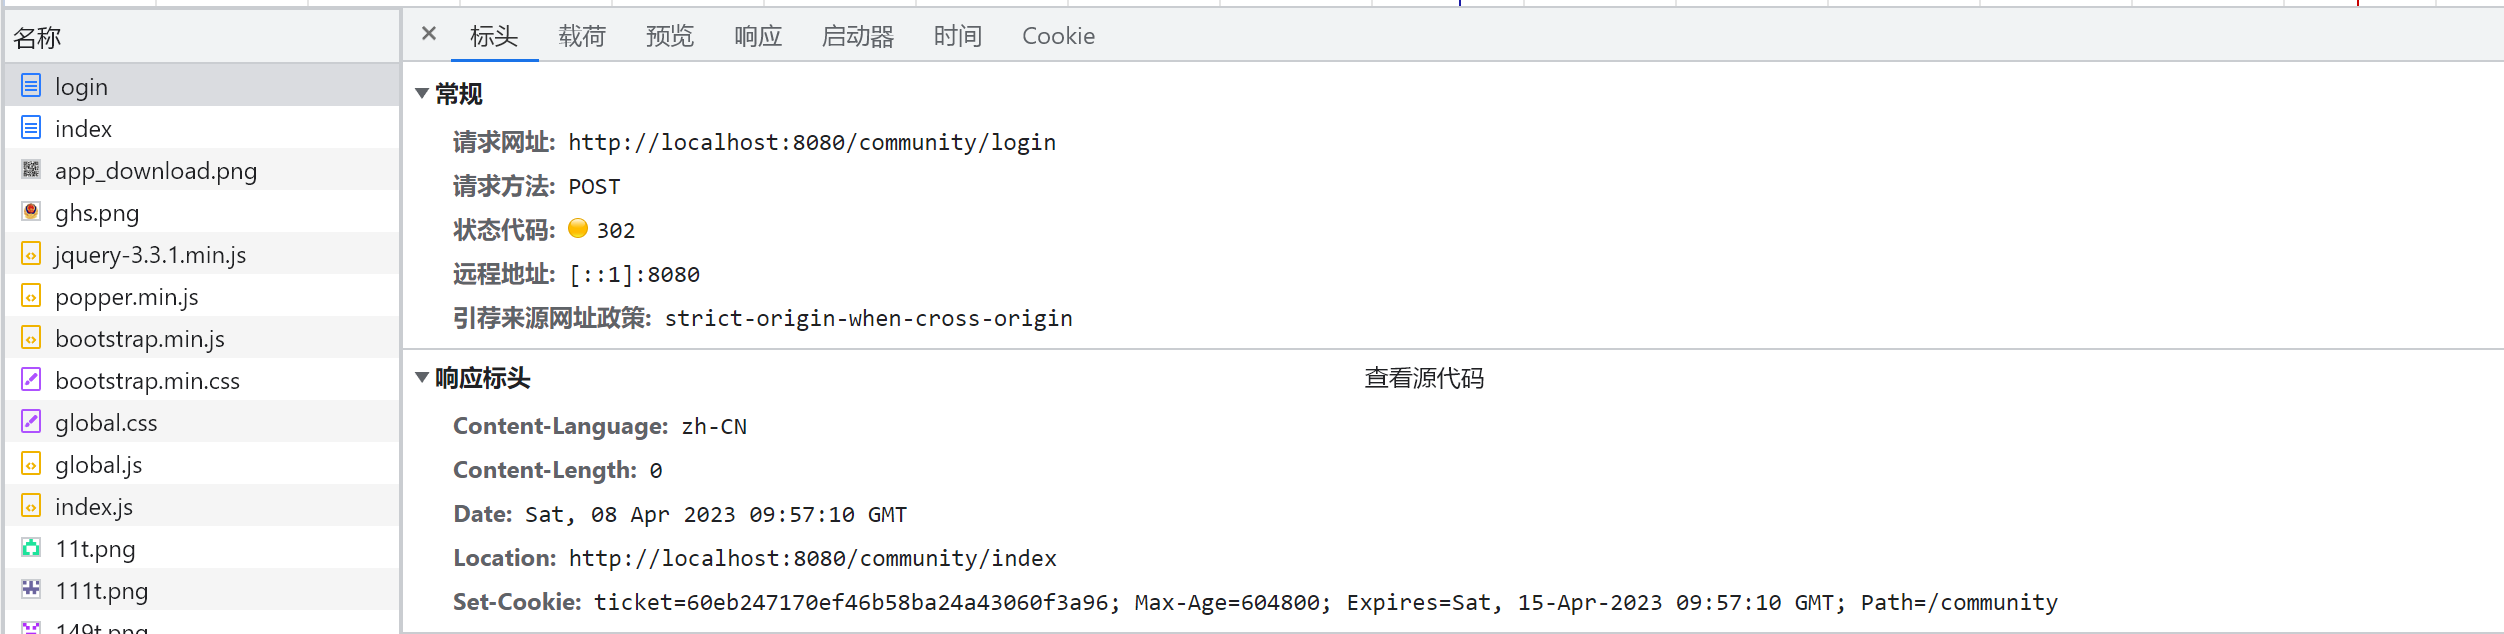 名称
login
index
app_download.png
ghs.png
jquery-3.3.1.min.js
popper.min.js
bootstrap.min.js
bootstrap.min.css
global.css
global.js
index.js
11t.png
111t.png
149t.png
× 标头 载荷 预览 响应 启动器 时间 Cookie
常规
请求网址: http://localhost:8080/community/login
请求方法: POST
状态代码: 302
远程地址: [::1]:8080
引荐来源网址政策: strict-origin-when-cross-origin
响应标头 查看源代码
Content-Language: zh-CN
Content-Length: 0
Date: Sat, 08 Apr 2023 09:57:10 GMT
Location: http://localhost:8080/community/index
Set-Cookie: ticket=60eb247170ef46b58ba24a43060f3a96; Max-Age=604800; Expires=Sat, 15-Apr-2023 09:57:10 GMT; Path=/community